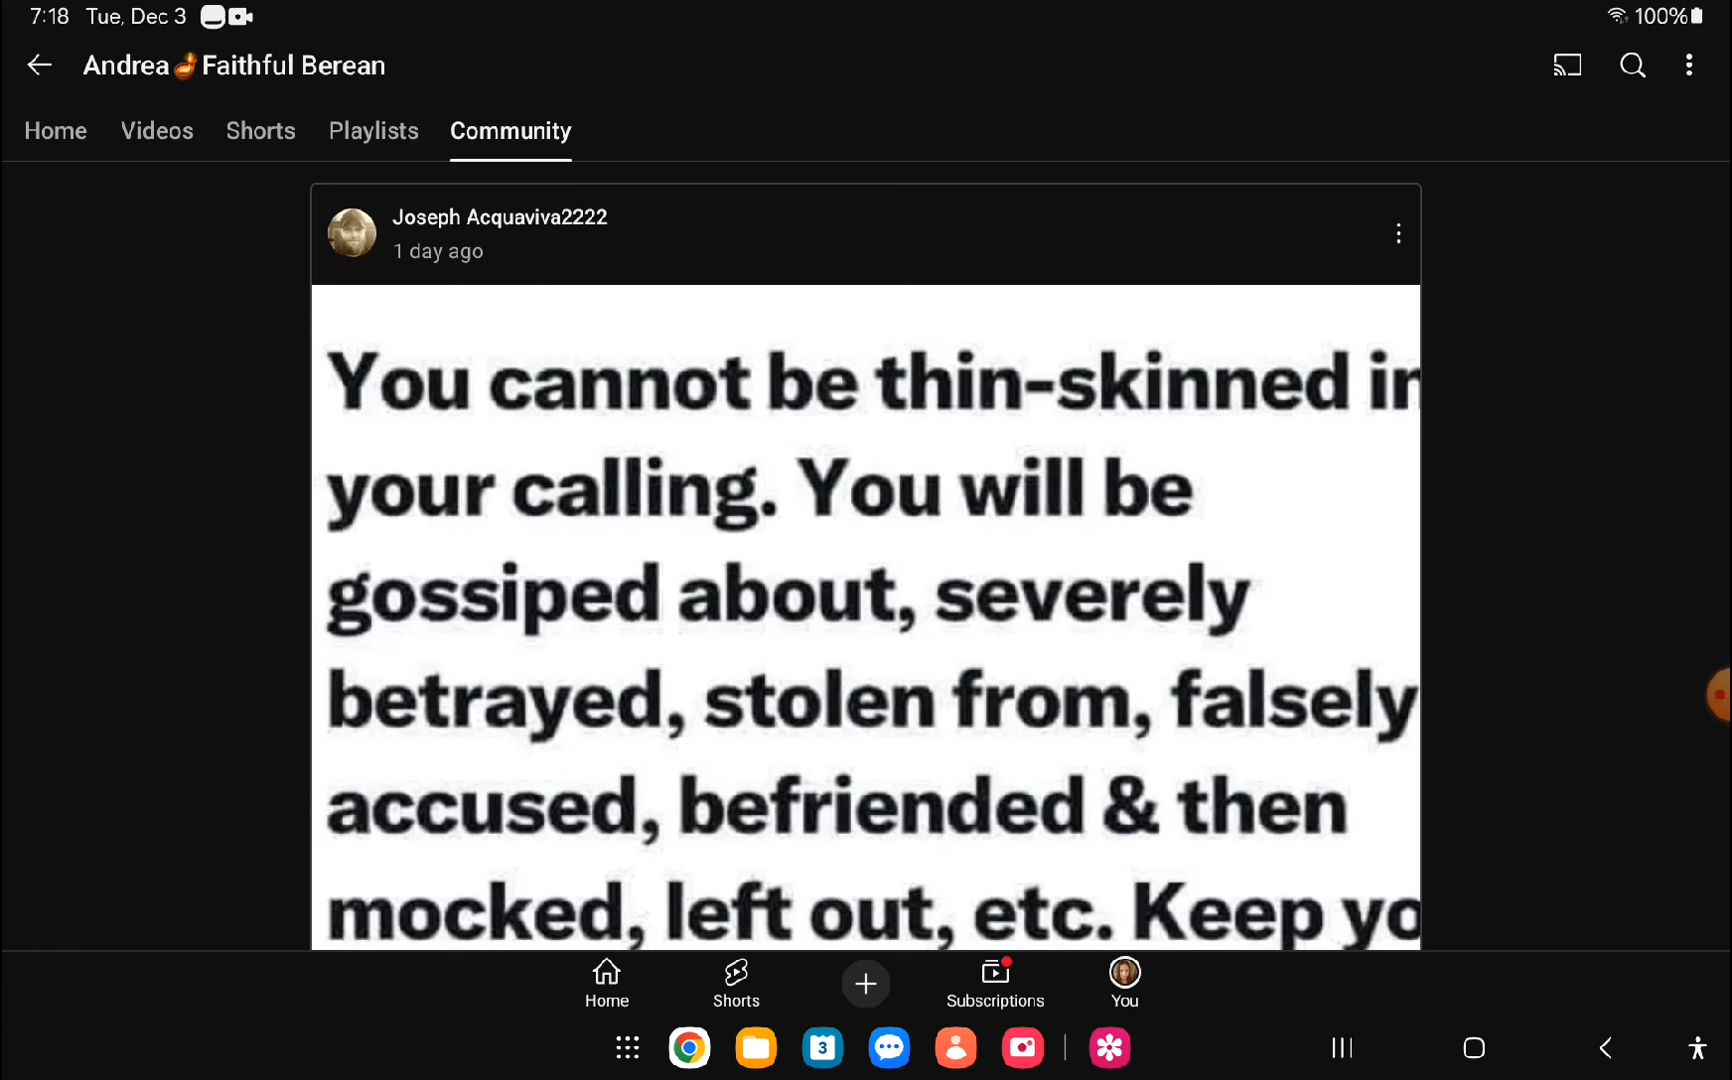 7:18 Tue, Dec 3 100%
Andrea Faithful Berean
Home Videos Shorts Playlists Community
Joseph Acquaviva2222
1 day ago
You cannot be thin-skinned in
your calling. You will be
gossiped about, severely
betrayed, stolen from, falsely
accused, befriended & then
mocked, left out, etc. Keep yo
Home Shorts Subscriptions You
3